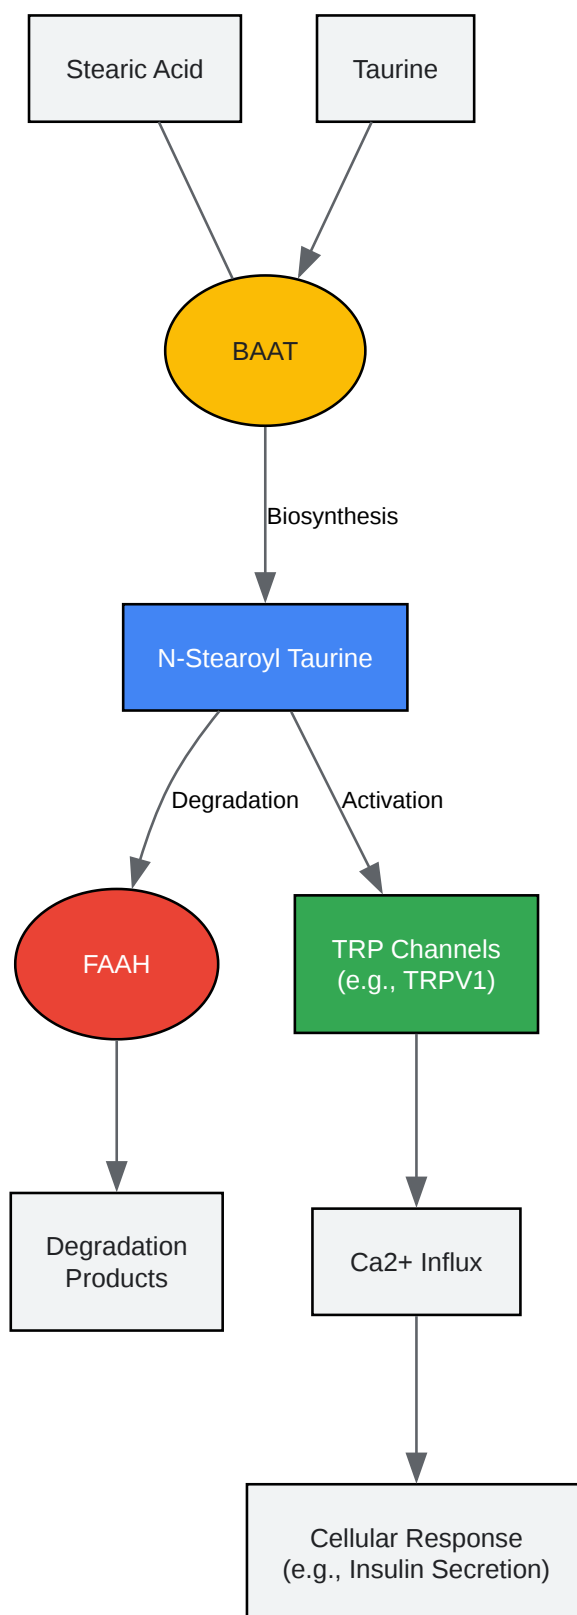 Stearic Acid
Taurine
BAAT
Biosynthesis
N-Stearoyl Taurine
Degradation
Activation
FAAH
TRP Channels
(e.g., TRPV1)
Degradation
Products
Ca2+ Influx
Cellular Response
(e.g., Insulin Secretion)